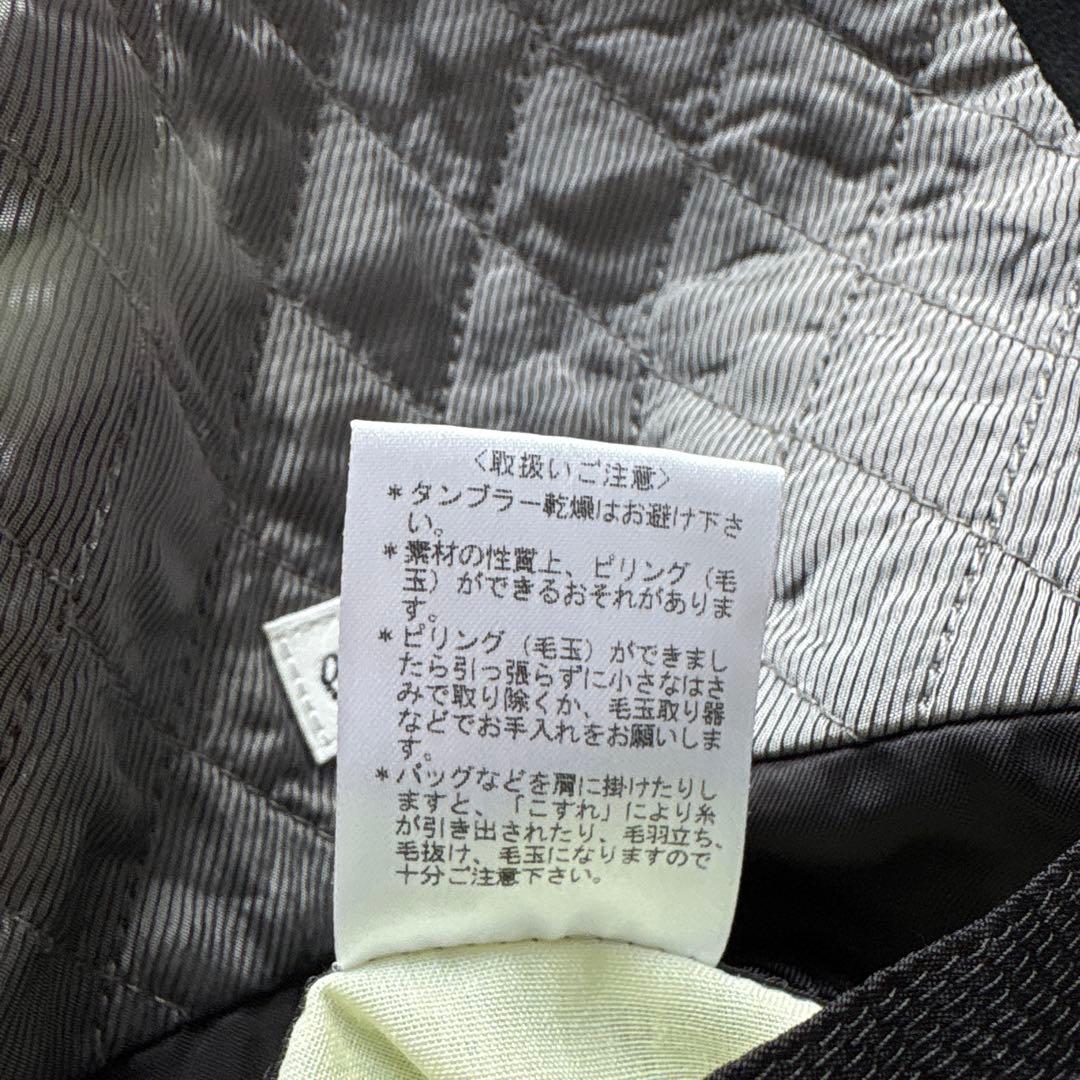 〈取扱いご注意〉
＊タンブラー乾燥はお避け下さ
い。
＊素材の性質上、ピリング（毛
玉）ができるおそれがありま
す。
＊ピリング（毛玉）ができまし
たら引っ張らずに小さなはさ
みで取り除くか、毛玉取り器
などでお手入れをお願いしま
す。
＊バッグなどを肩に掛けたりし
ますと、「こすれ」により糸
が引き出されたり、毛羽立ち、
毛抜け、毛玉になりますので
十分ご注意下さい。